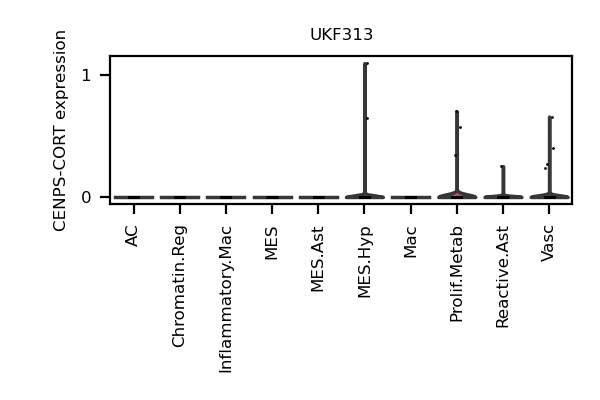 UKF313
CENPS-CORT expression
1
0
AC
Chromatin.Reg
Inflammatory.Mac
MES
MES.Ast
MES.Hyp
Mac
Prolif.Metab
Reactive.Ast
Vasc